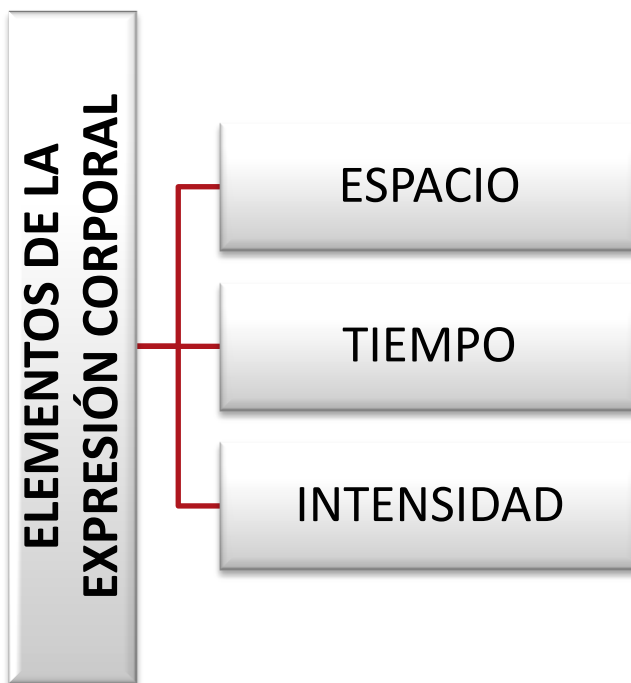 ELEMENTOS DE LA
EXPRESIÓN CORPORAL
ESPACIO
TIEMPO
INTENSIDAD